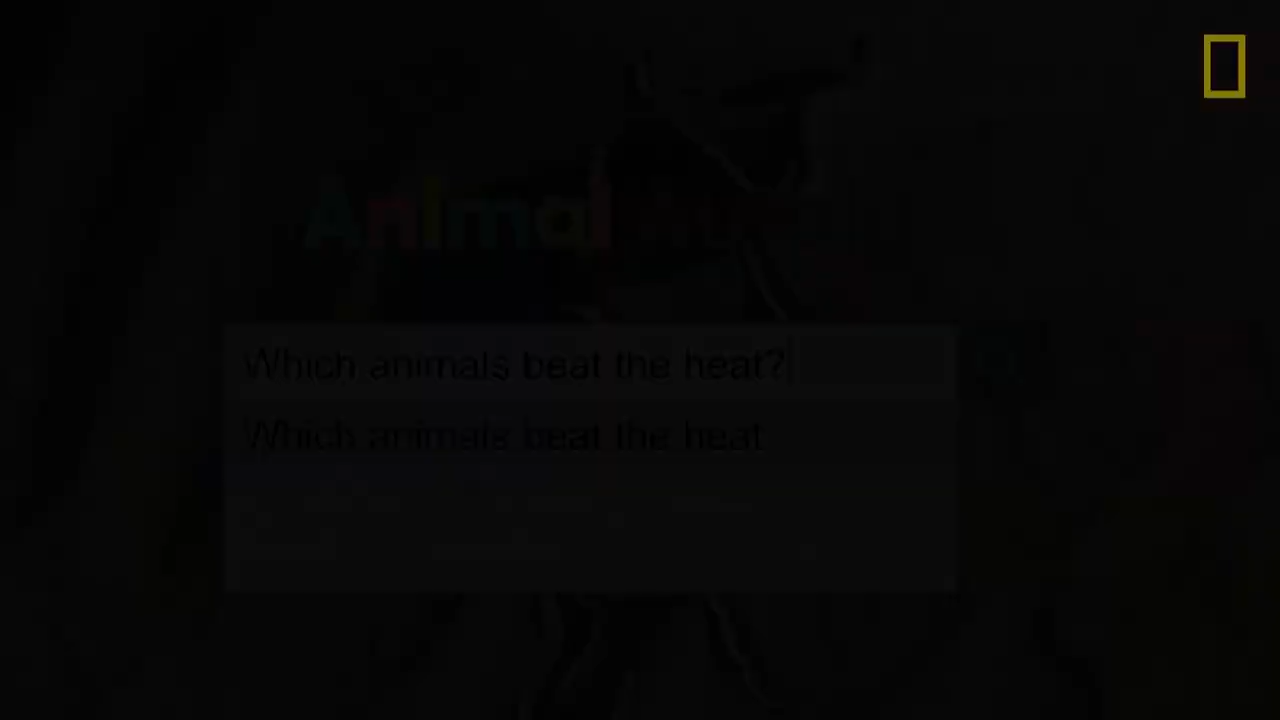 Animal
Which animals beat the heat?
Which animals beat the heat